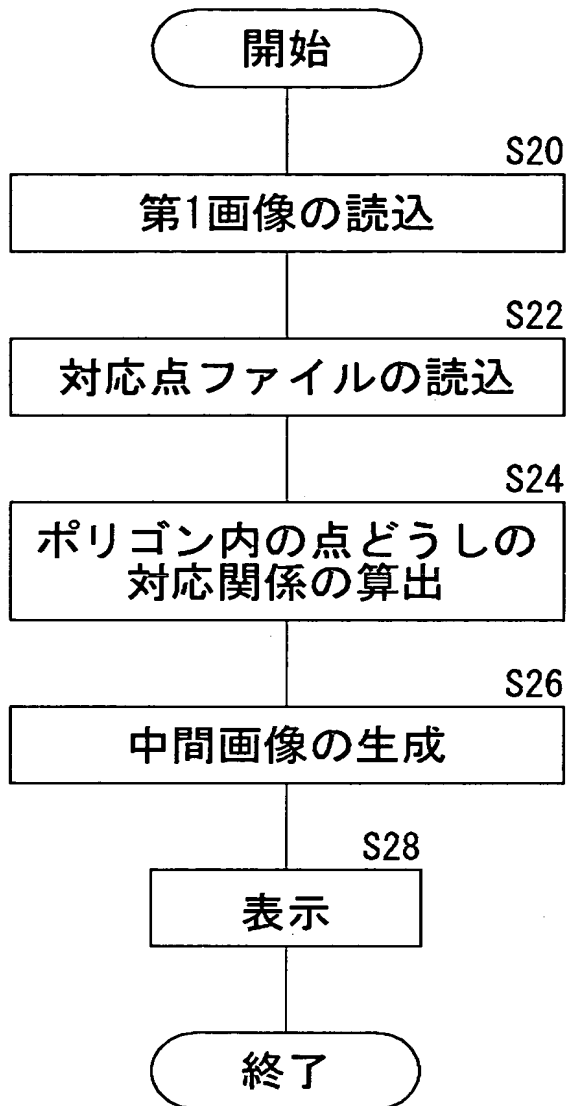 開始
S20
第1画像の読込
S22
対応点ファイルの読込
S24
ポリゴン内の点どうしの
対応関係の算出
S26
中間画像の生成
S28
表示
終了